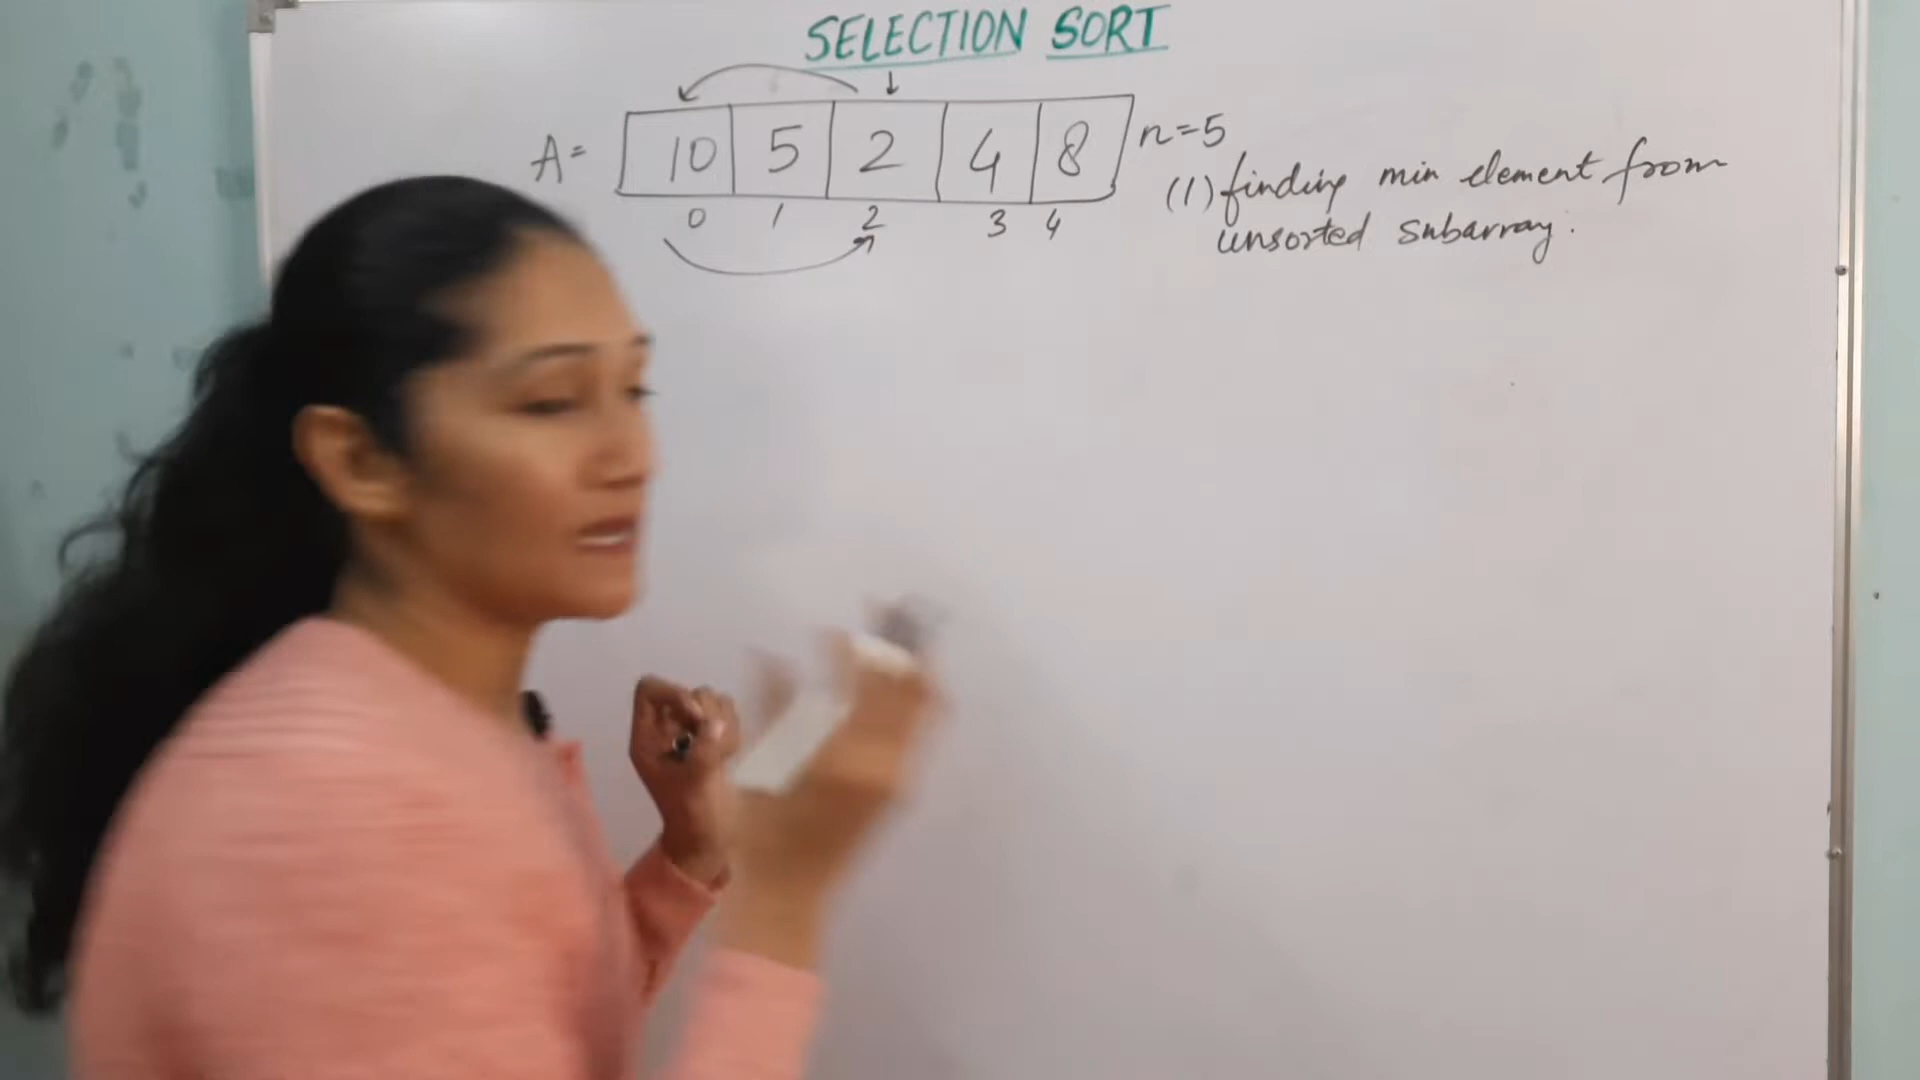 SELECTION SORT
A= 10 5 2 4 8 n=5
0 1 2 3 4
(1) finding min element from
unsorted subarray.